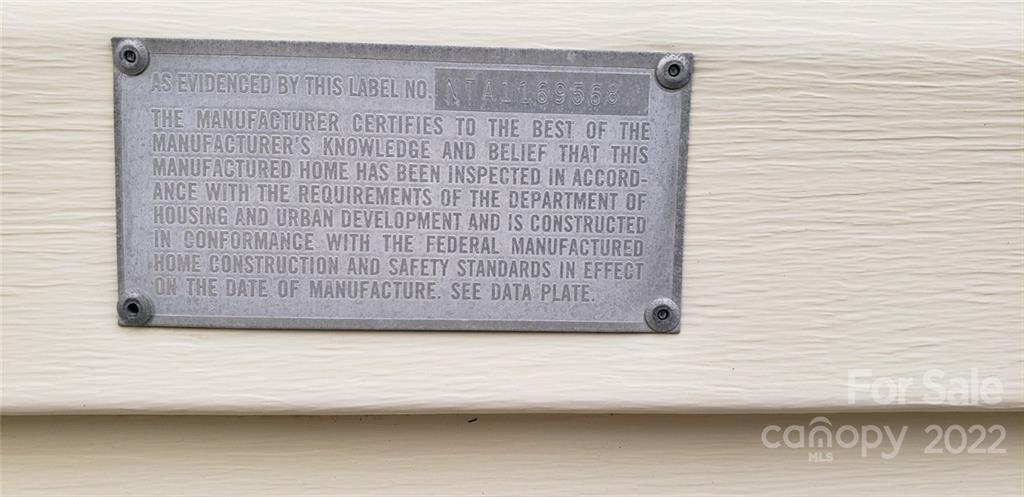 AS EVIDENCED BY THIS LABEL NO. NTA1169568
THE MANUFACTURER CERTIFIES TO THE BEST OF THE
MANUFACTURER'S KNOWLEDGE AND BELIEF THAT THIS
MANUFACTURED HOME HAS BEEN INSPECTED IN ACCORD-
ANCE WITH THE REQUIREMENTS OF THE DEPARTMENT OF
HOUSING AND URBAN DEVELOPMENT AND IS CONSTRUCTED
IN CONFORMANCE WITH THE FEDERAL MANUFACTURED
HOME CONSTRUCTION AND SAFETY STANDARDS IN EFFECT
ON THE DATE OF MANUFACTURE. SEE DATA PLATE.
For Sale
canopy 2022
MLS